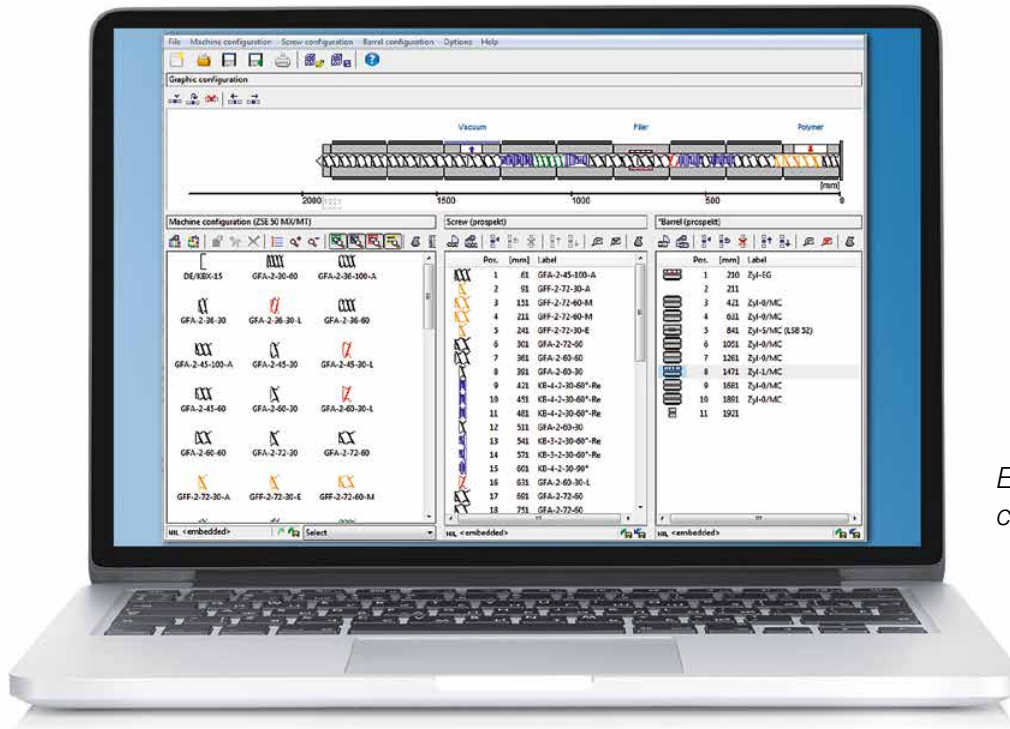 File Machine configuration Screw configuration Barrel configuration Options Help
Graphic configuration
Vacuum Filler Polymer
[mm]
2000 1921 1500 1000 500 0
Machine configuration (ZSE 50 MX/MT)
DE/KBX-15 GFA-2-30-60 GFA-2-36-100-A
GFA-2-36-30 GFA-2-36-30-L GFA-2-36-60
GFA-2-45-100-A GFA-2-45-30 GFA-2-45-30-L
GFA-2-45-60 GFA-2-60-30 GFA-2-60-30-L
GFA-2-60-60 GFA-2-72-30 GFA-2-72-60
GFF-2-72-30-A GFF-2-72-30-E GFF-2-72-60-M
<embedded> Select
Screw (prospekt)
Pos. [mm] Label
1 61 GFA-2-45-100-A
2 91 GFF-2-72-30-A
3 151 GFF-2-72-60-M
4 211 GFF-2-72-60-M
5 241 GFF-2-72-30-E
6 301 GFA-2-72-60
7 361 GFA-2-60-60
8 391 GFA-2-60-30
9 421 KB-4-2-30-60°-Re
10 451 KB-4-2-30-60°-Re
11 481 KB-4-2-30-60°-Re
12 511 GFA-2-60-30
13 541 KB-3-2-30-60°-Re
14 571 KB-3-2-30-60°-Re
15 601 KB-4-2-30-90°
16 631 GFA-2-60-30-L
17 691 GFA-2-72-60
18 751 GFA-2-72-60
<embedded>
*Barrel (prospekt)
Pos. [mm] Label
1 210 Zyl-EG
2 211
3 421 Zyl-0/MC
4 631 Zyl-0/MC
5 841 Zyl-S/MC (LSB 52)
6 1051 Zyl-0/MC
7 1261 Zyl-0/MC
8 1471 Zyl-1/MC
9 1681 Zyl-0/MC
10 1891 Zyl-0/MC
11 1921
<embedded>